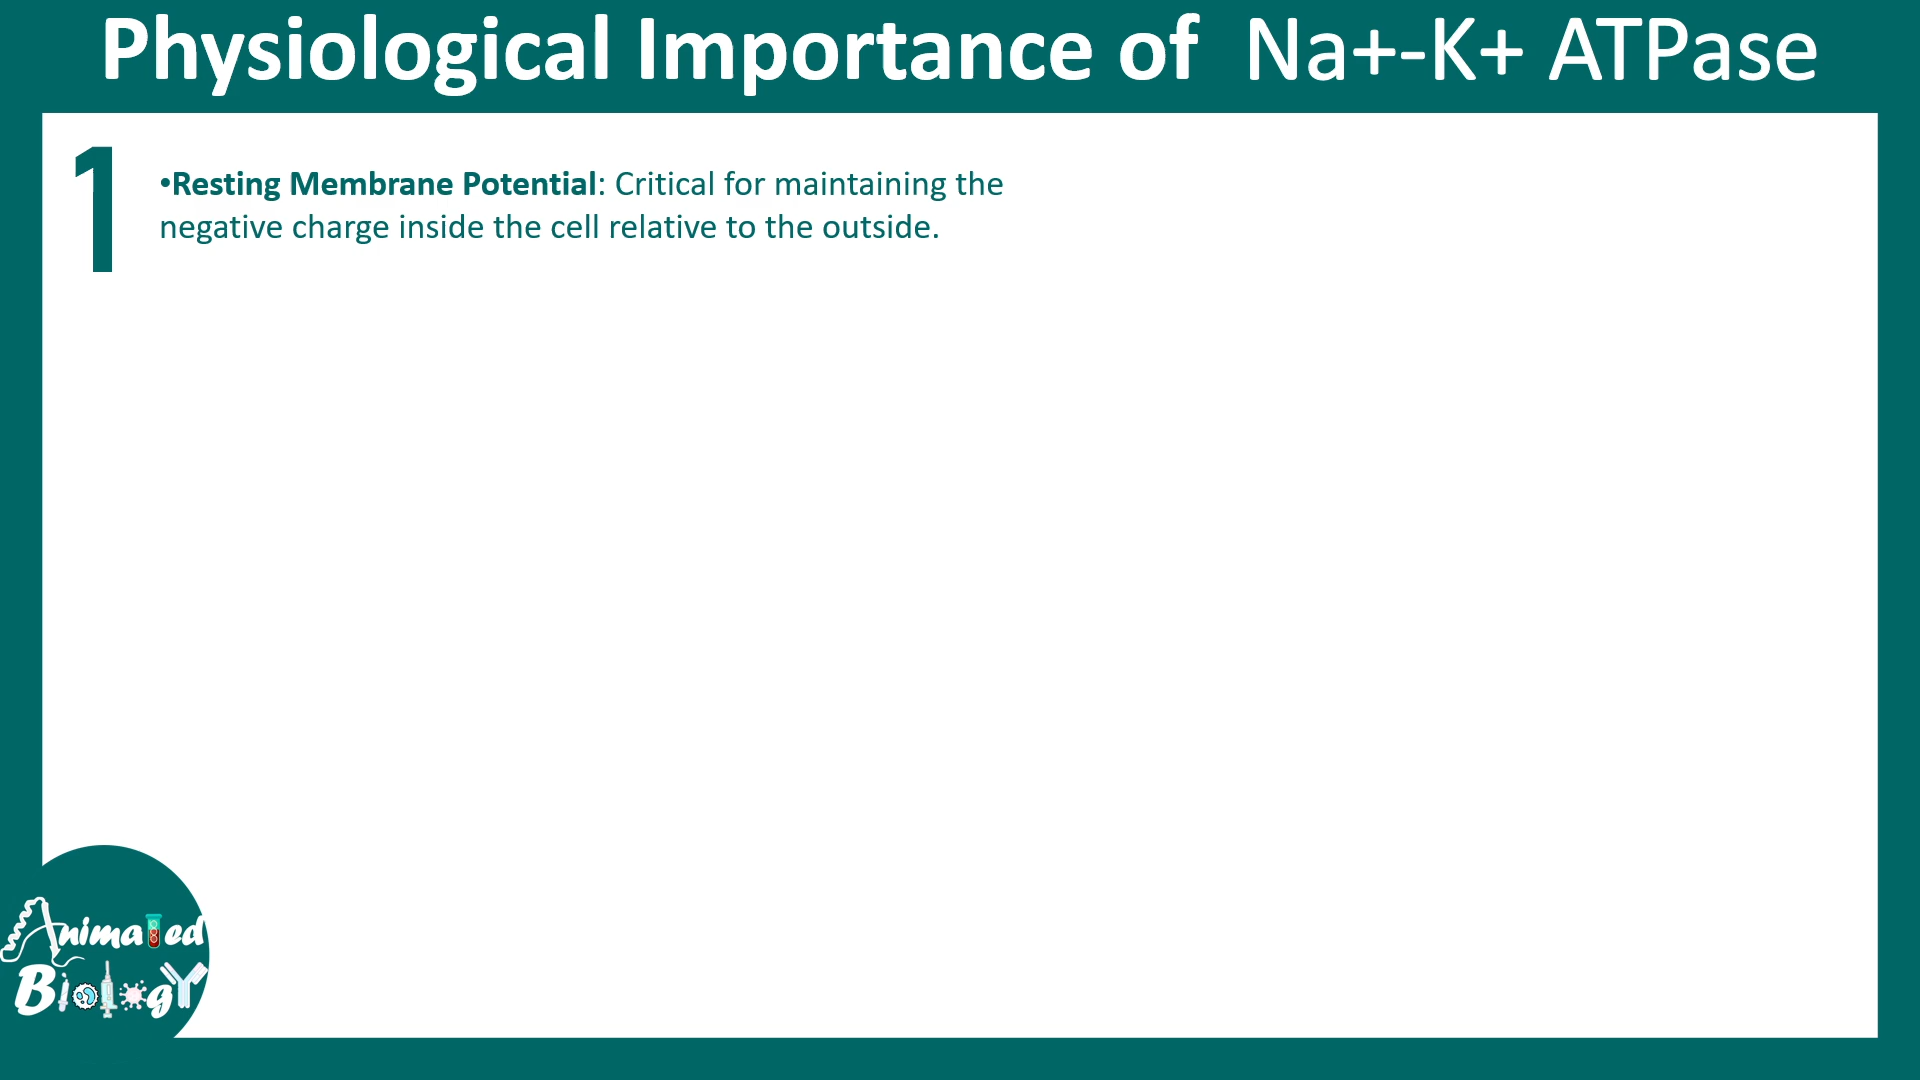 Physiological Importance of Na+-K+ ATPase
1
•Resting Membrane Potential: Critical for maintaining the
negative charge inside the cell relative to the outside.
Animated
Biology